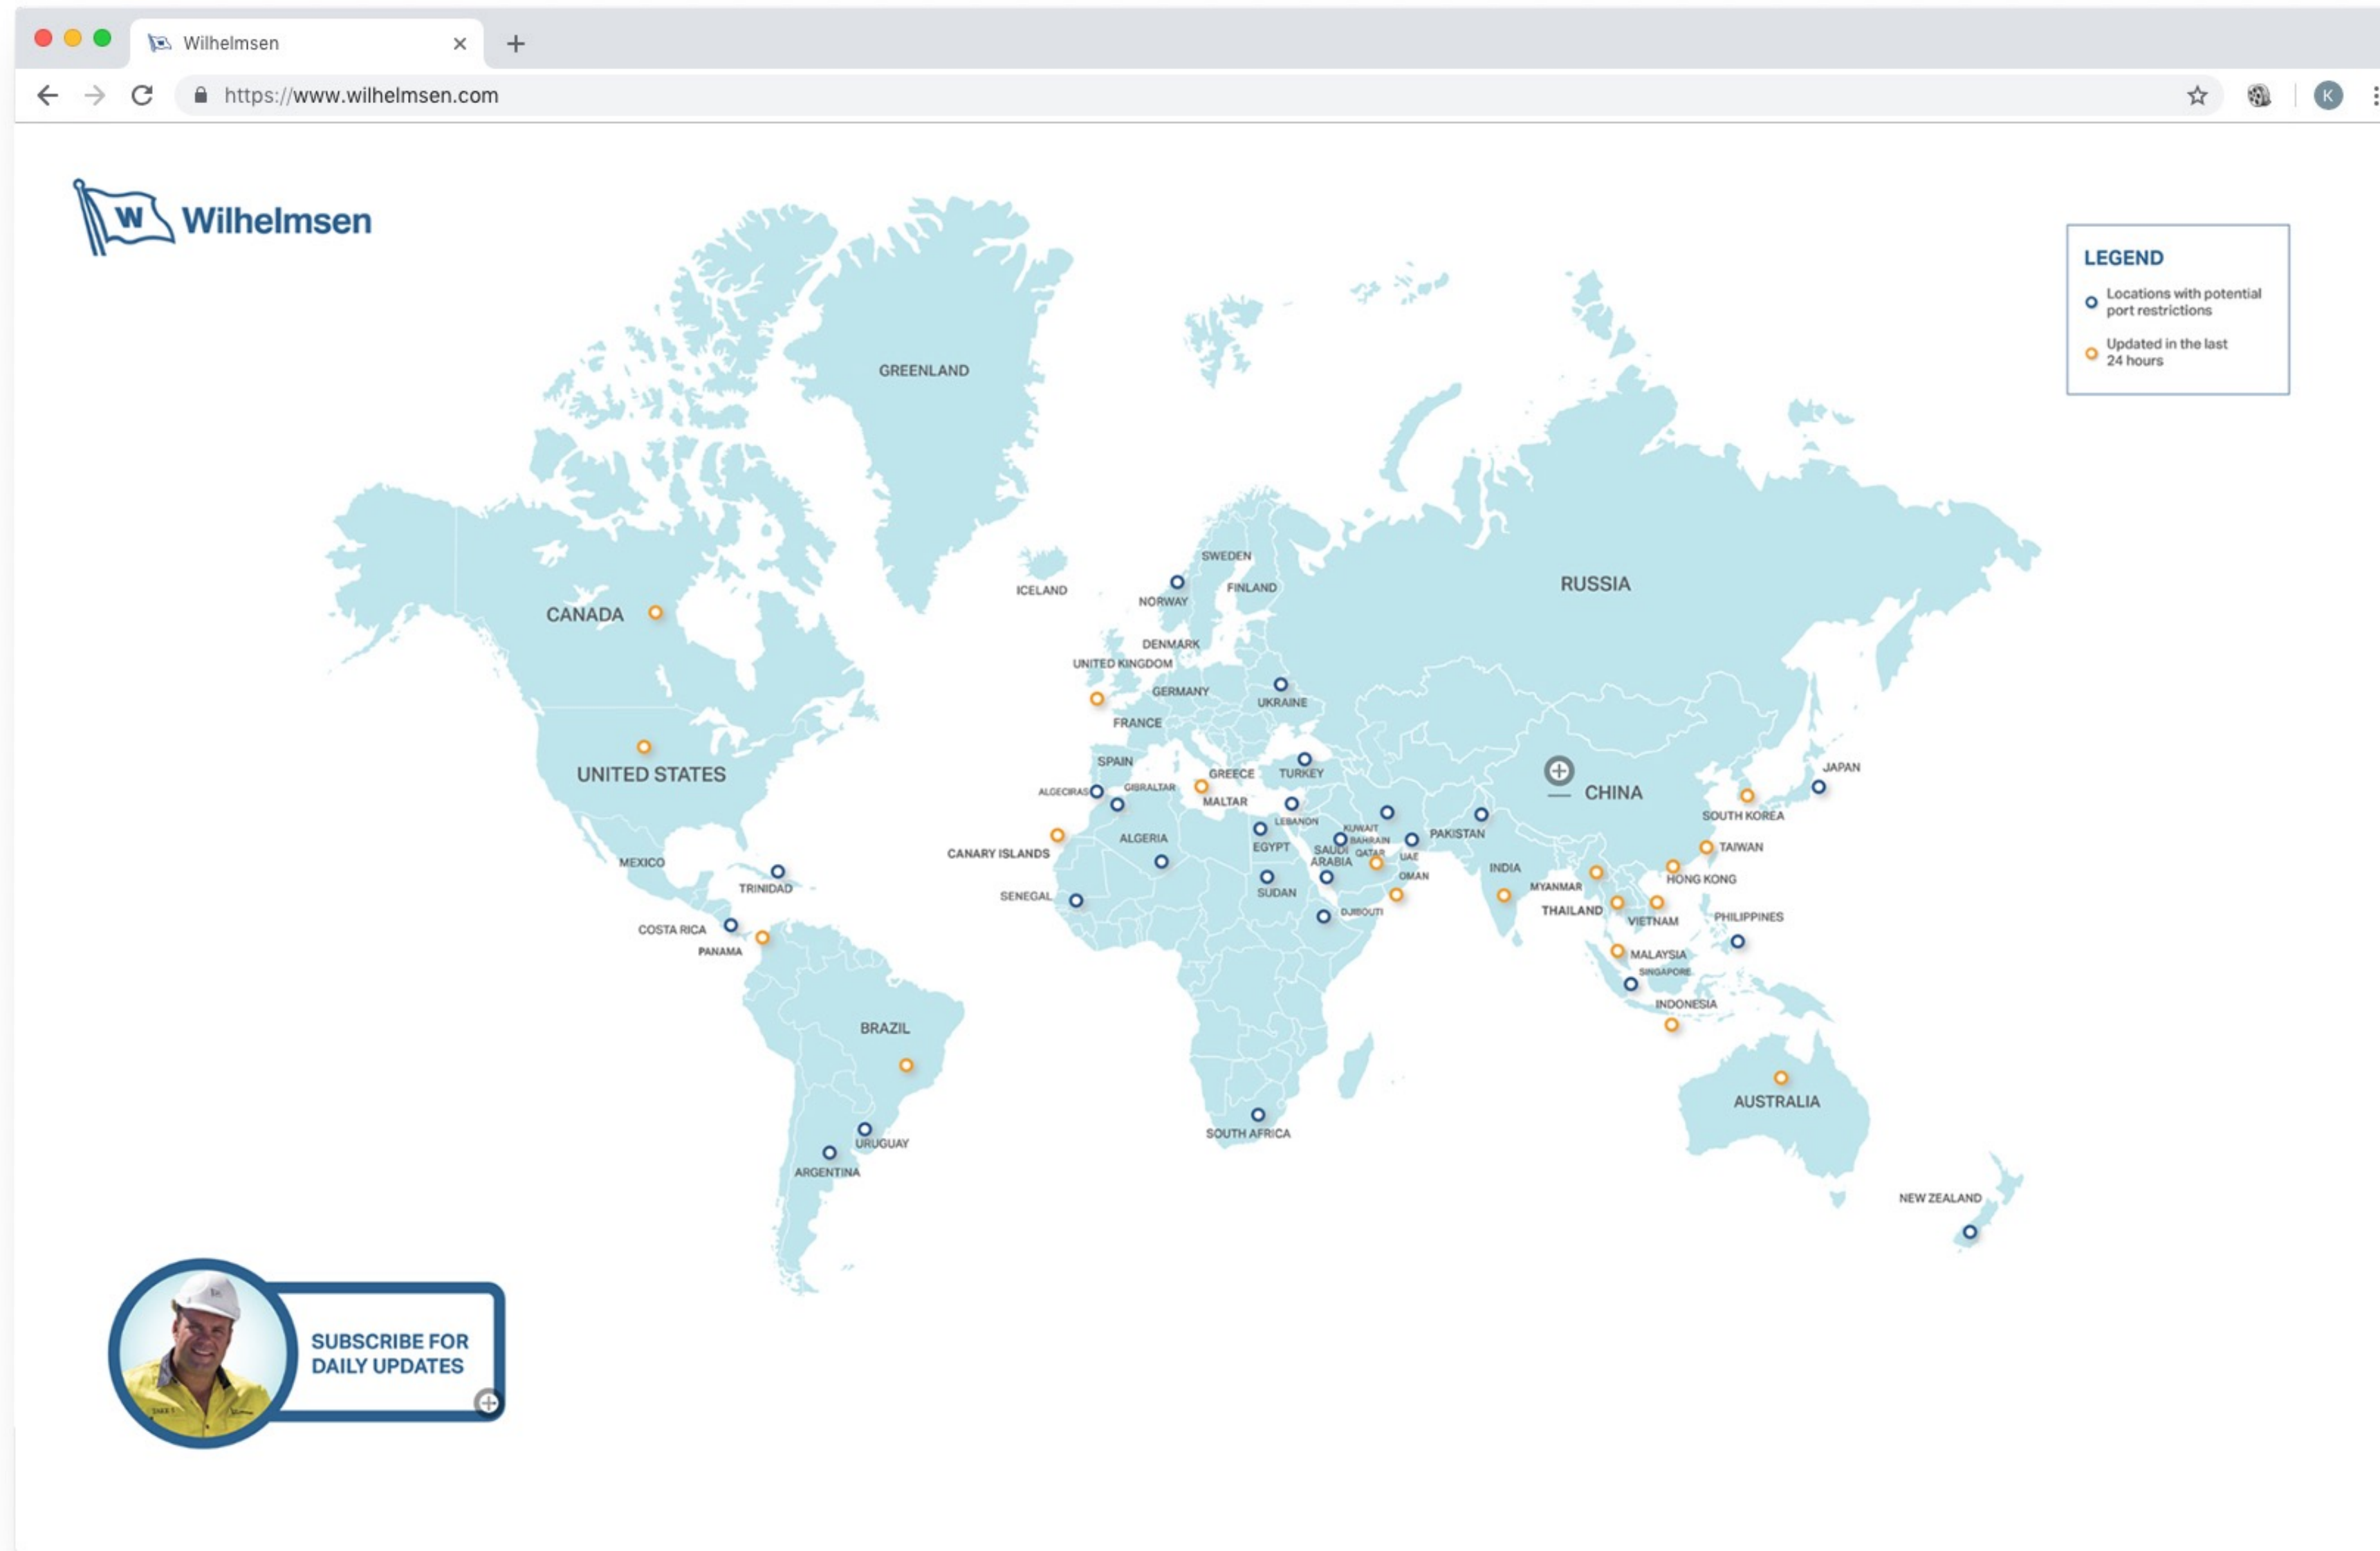 Wilhelmsen
https://www.wilhelmsen.com
K
W
Wilhelmsen
LEGEND
Locations with potential
port restrictions
Updated in the last
24 hours
GREENLAND
SWEDEN
ICELAND
NORWAY
FINLAND
RUSSIA
CANADA
DENMARK
UNITED KINGDOM
GERMANY
UKRAINE
FRANCE
SPAIN
GREECE
TURKEY
JAPAN
UNITED STATES
ALGECIRAS
GIBRALTAR
MALTAR
CHINA
LEBANON
KUWAIT
SOUTH KOREA
ALGERIA
EGYPT
BAHRAIN
PAKISTAN
CANARY ISLANDS
SAUDI
ARABIA
QATAR
UAE
TAIWAN
MEXICO
INDIA
OMAN
HONG KONG
TRINIDAD
SENEGAL
SUDAN
MYANMAR
DJIBOUTI
THAILAND
VIETNAM
PHILIPPINES
COSTA RICA
PANAMA
MALAYSIA
SINGAPORE
INDONESIA
BRAZIL
AUSTRALIA
SOUTH AFRICA
URUGUAY
ARGENTINA
NEW ZEALAND
SUBSCRIBE FOR
DAILY UPDATES